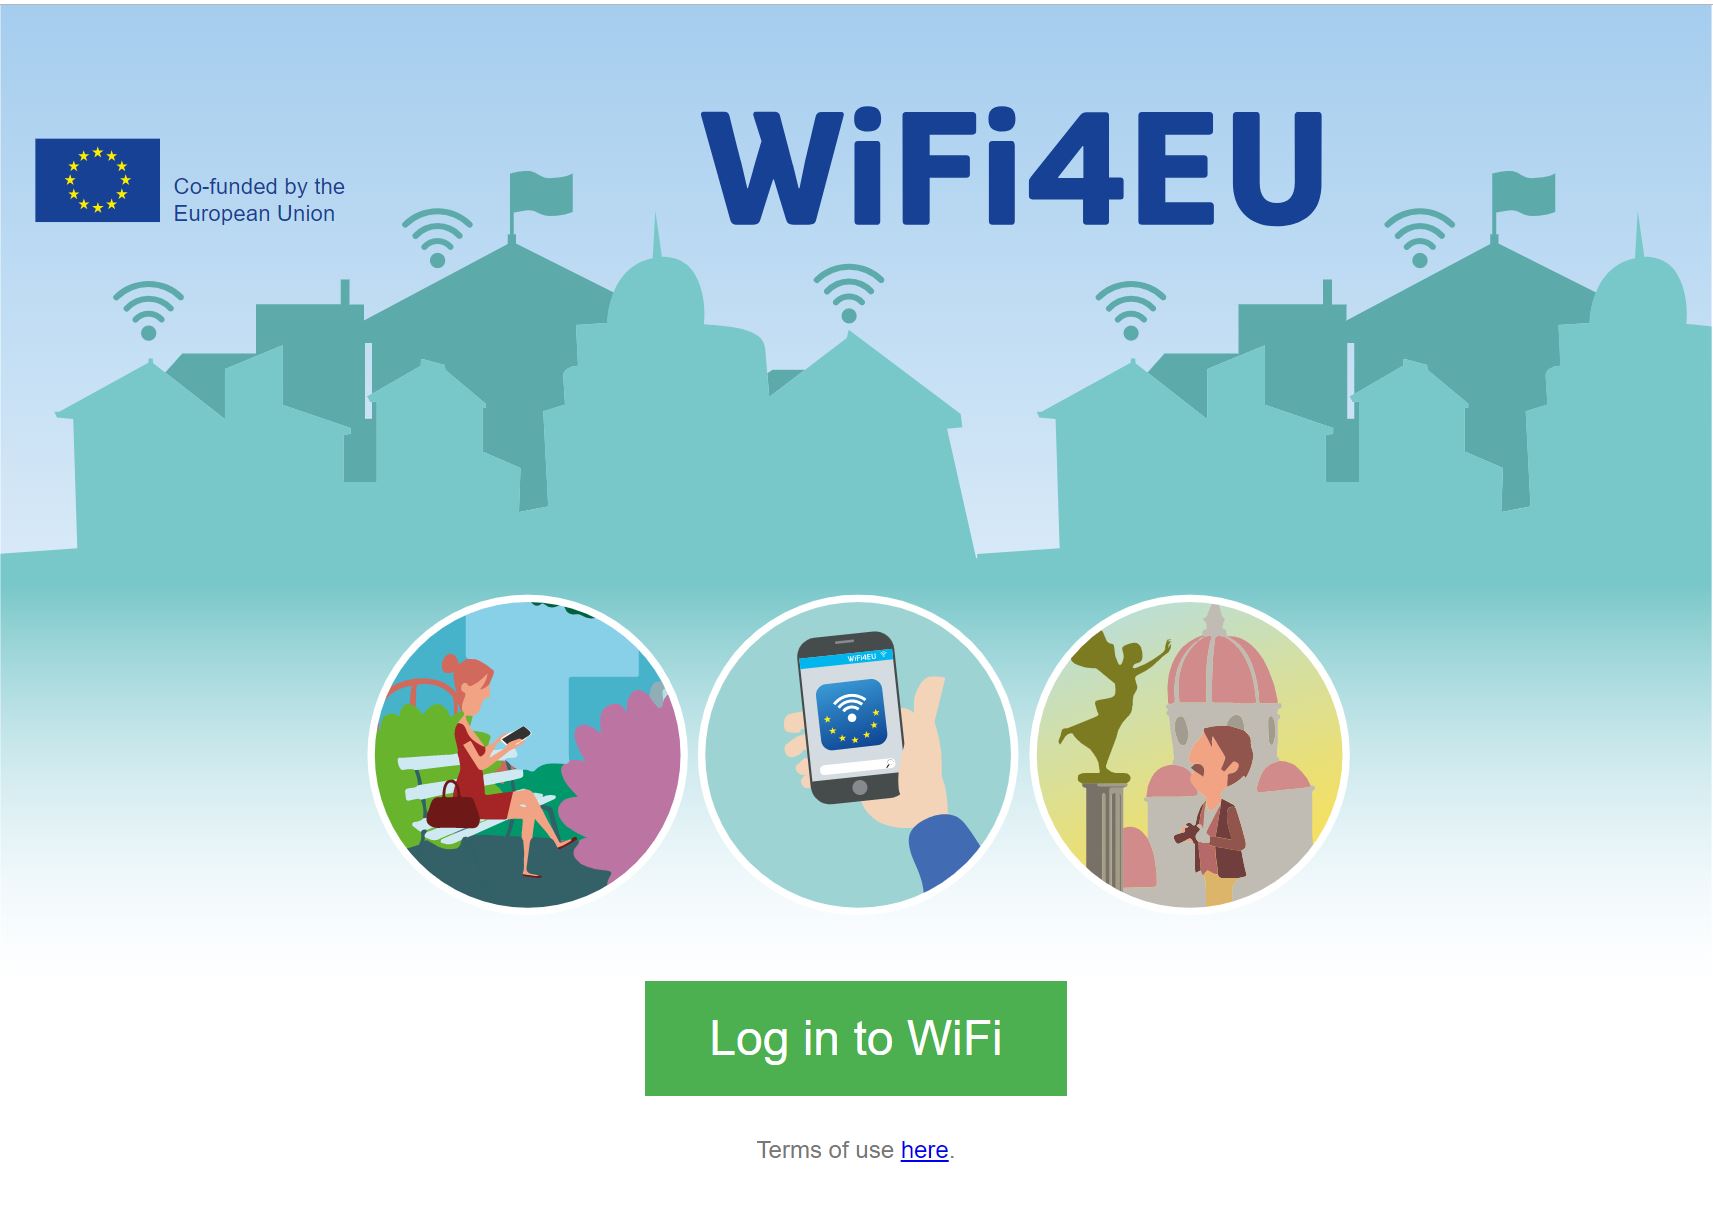 WiFi4EU
Co-funded by the
European Union
WiFi4EU
Log in to WiFi
Terms of use here.